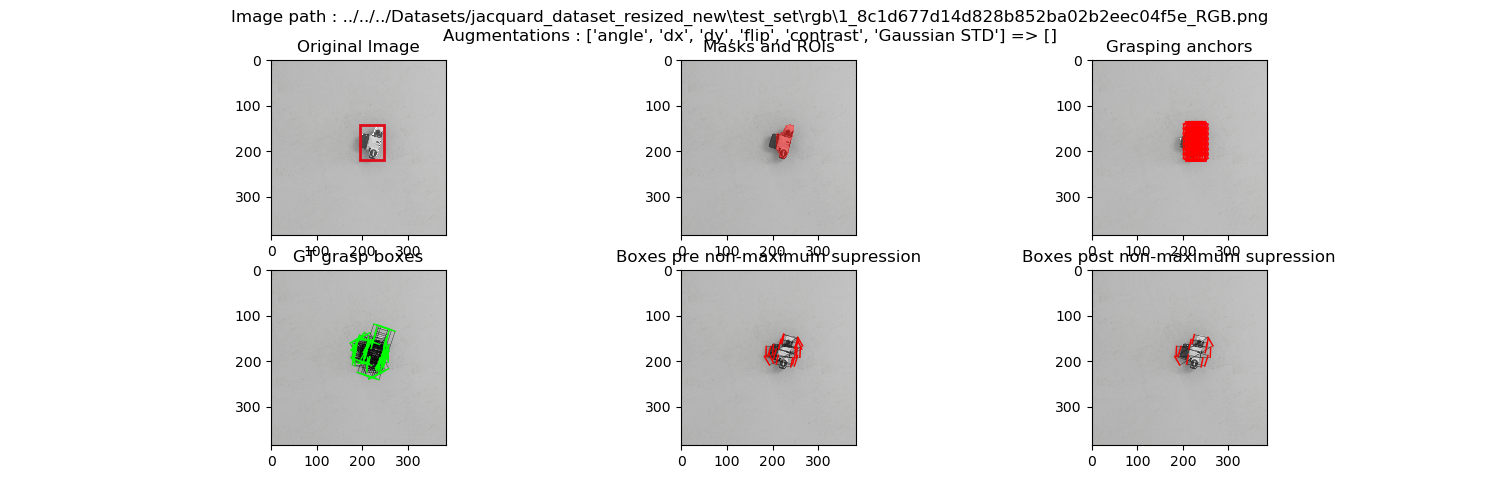 Image path : ../../../Datasets/jacquard_dataset_resized_new\test_set\rgb\1_8c1d677d14d828b852ba02b2eec04f5e_RGB.png
Augmentations : ['angle', 'dx', 'dy', 'flip', 'contrast', 'Gaussian STD'] => []
Original Image
Masks and ROIs
Grasping anchors
0
100
200
300
0 100 200 300
0
100
200
300
0 100 200 300
0
100
200
300
0 100 200 300
GT grasp boxes
Boxes pre non-maximum supression
Boxes post non-maximum supression
0
100
200
300
0 100 200 300
0
100
200
300
0 100 200 300
0
100
200
300
0 100 200 300